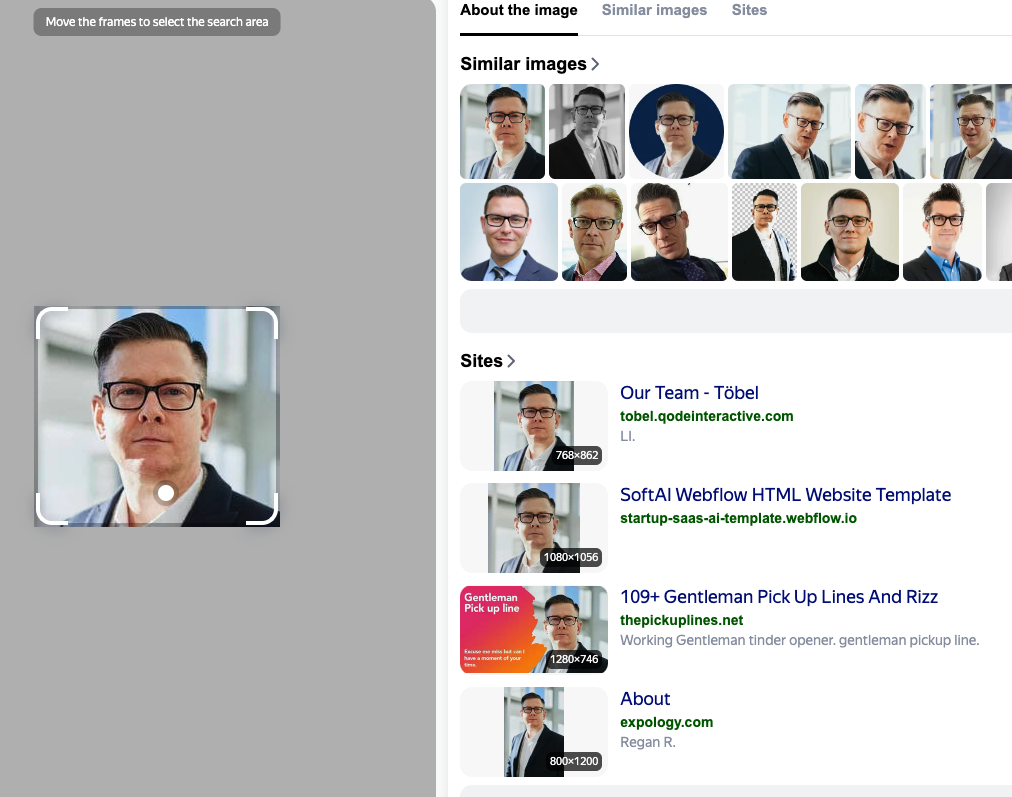 Move the frames to select the search area
About the image
Similar images
Sites
Similar images
Sites
768×862
Our Team - Töbel
tobel.qodeinteractive.com
LI.
1080×1056
SoftAI Webflow HTML Website Template
startup-saas-ai-template.webflow.io
Gentleman
Pick up line
Excuse me miss but can I
have a moment of your
time.
1280×746
109+ Gentleman Pick Up Lines And Rizz
thepickuplines.net
Working Gentleman tinder opener. gentleman pickup line.
800×1200
About
expology.com
Regan R.